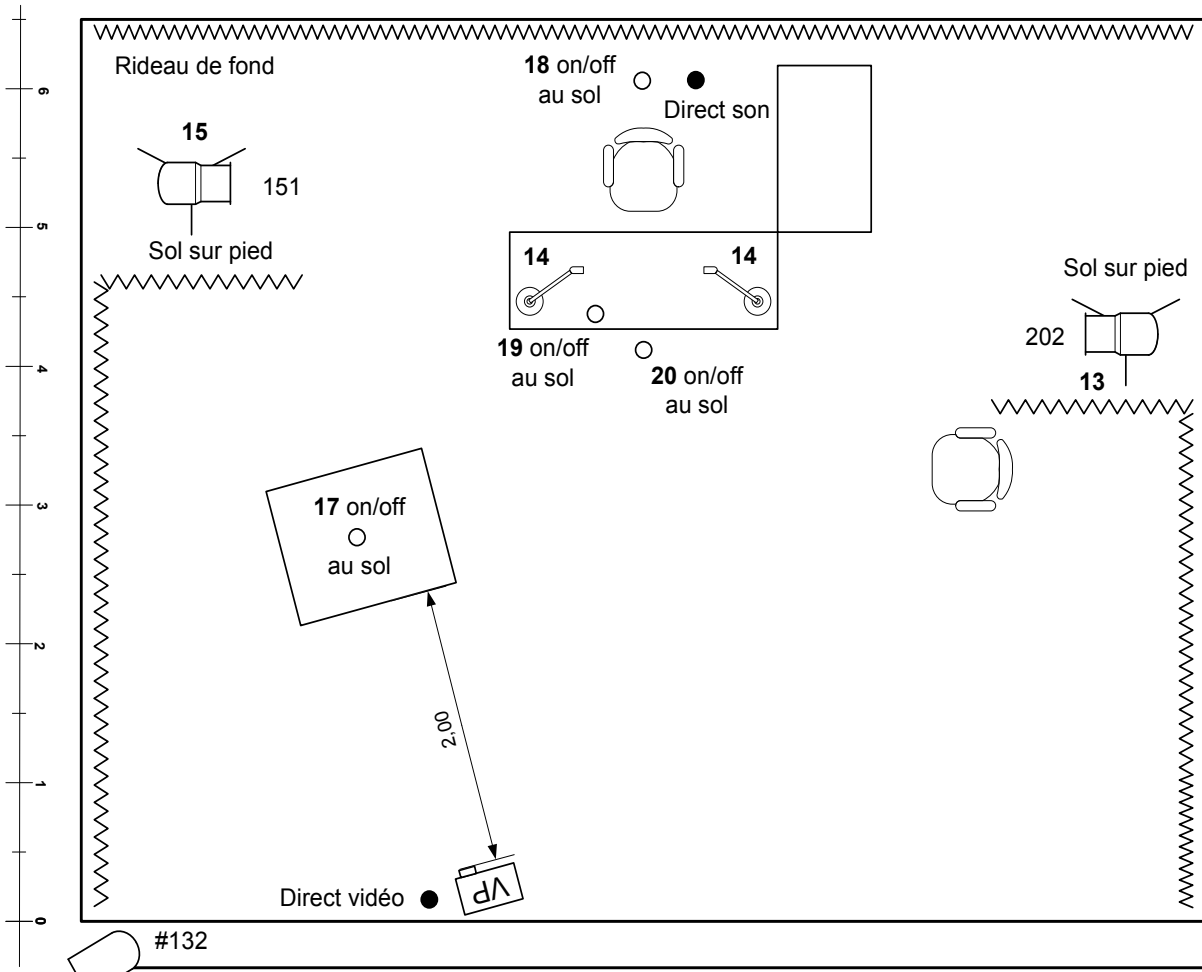 Rideau de fond
18 on/off
au sol
Direct son
6
15
151
Sol sur pied
5
14
14
Sol sur pied
202
13
19 on/off
au sol
20 on/off
au sol
4
17 on/off
au sol
3
2
2,00
1
VP
Direct vidéo
0
#132